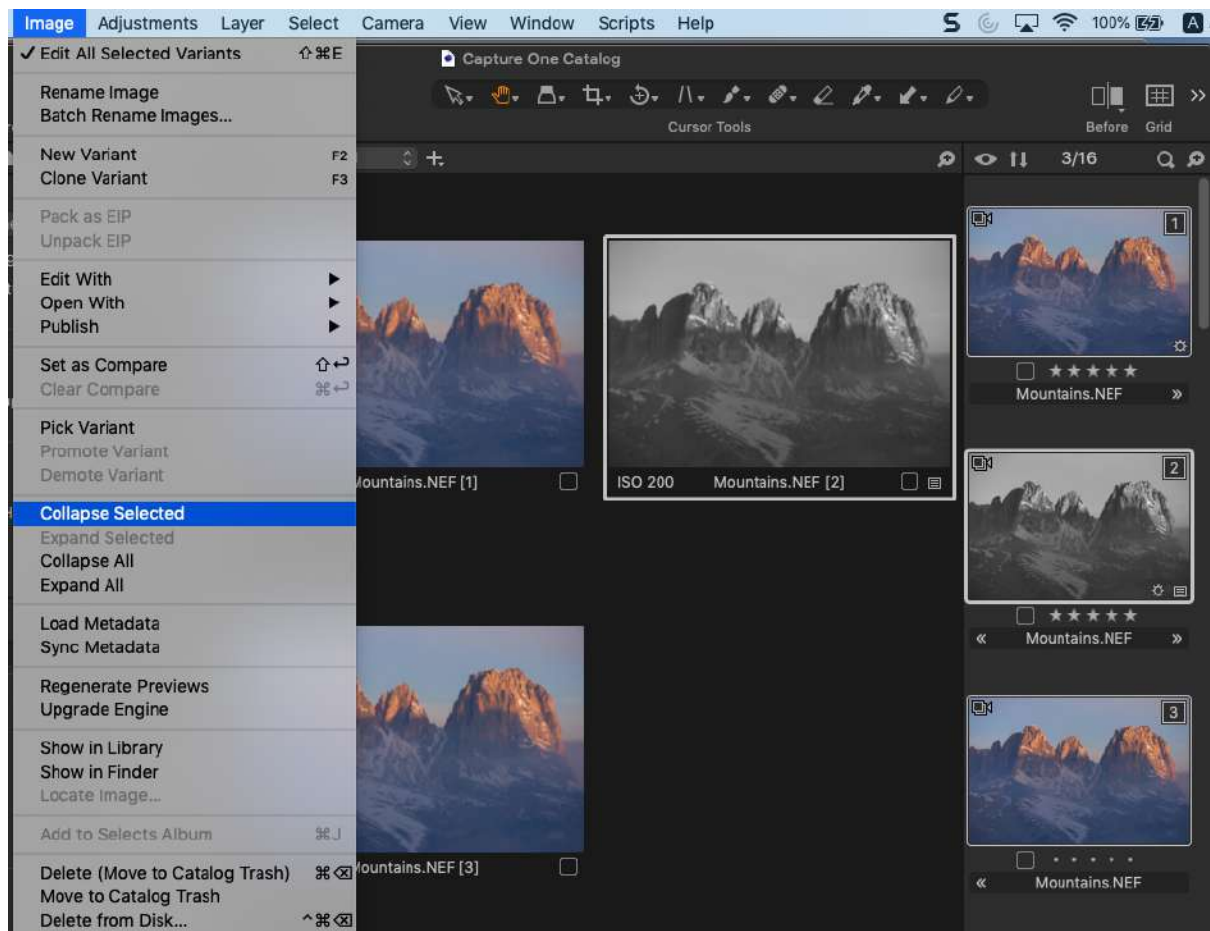 Image Adjustments Layer Select Camera View Window Scripts Help 100% A
✓ Edit All Selected Variants ⇧⌘E
Capture One Catalog
Rename Image
Batch Rename Images...
Cursor Tools
Before Grid
New Variant F2
Clone Variant F3
3/16
Pack as EIP
Unpack EIP
1
Edit With ▶
Open With ▶
Publish ▶
Set as Compare ⇧↩
Clear Compare ⌘↩
★★★★★
Mountains.NEF »
Pick Variant
Promote Variant
Demote Variant
ountains.NEF [1]
ISO 200 Mountains.NEF [2]
2
Collapse Selected
Expand Selected
Collapse All
Expand All
★★★★★
« Mountains.NEF »
Load Metadata
Sync Metadata
Regenerate Previews
Upgrade Engine
3
Show in Library
Show in Finder
Locate Image...
Add to Selects Album ⌘J
Delete (Move to Catalog Trash) ⌘⌫
ountains.NEF [3]
• • • • •
« Mountains.NEF
Move to Catalog Trash
Delete from Disk... ^⌘⌫